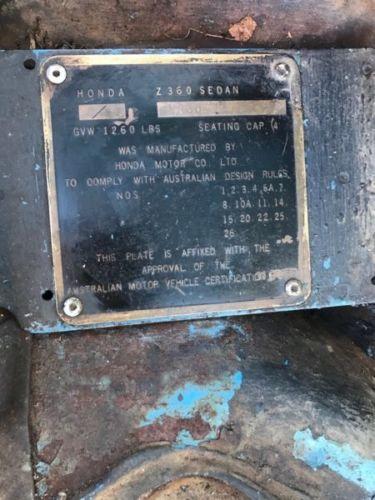 HONDA Z360 SEDAN
GVW 1260 LBS SEATING CAP. 4
WAS MANUFACTURED BY
HONDA MOTOR CO. LTD
TO COMPLY WITH AUSTRALIAN DESIGN RULES
NOS. 1, 2, 3, 4, 6A, 7,
8, 10A, 11, 14,
15, 20, 22, 25,
26
THIS PLATE IS AFFIXED WITH THE
APPROVAL OF THE
AUSTRALIAN MOTOR VEHICLE CERTIFICATION